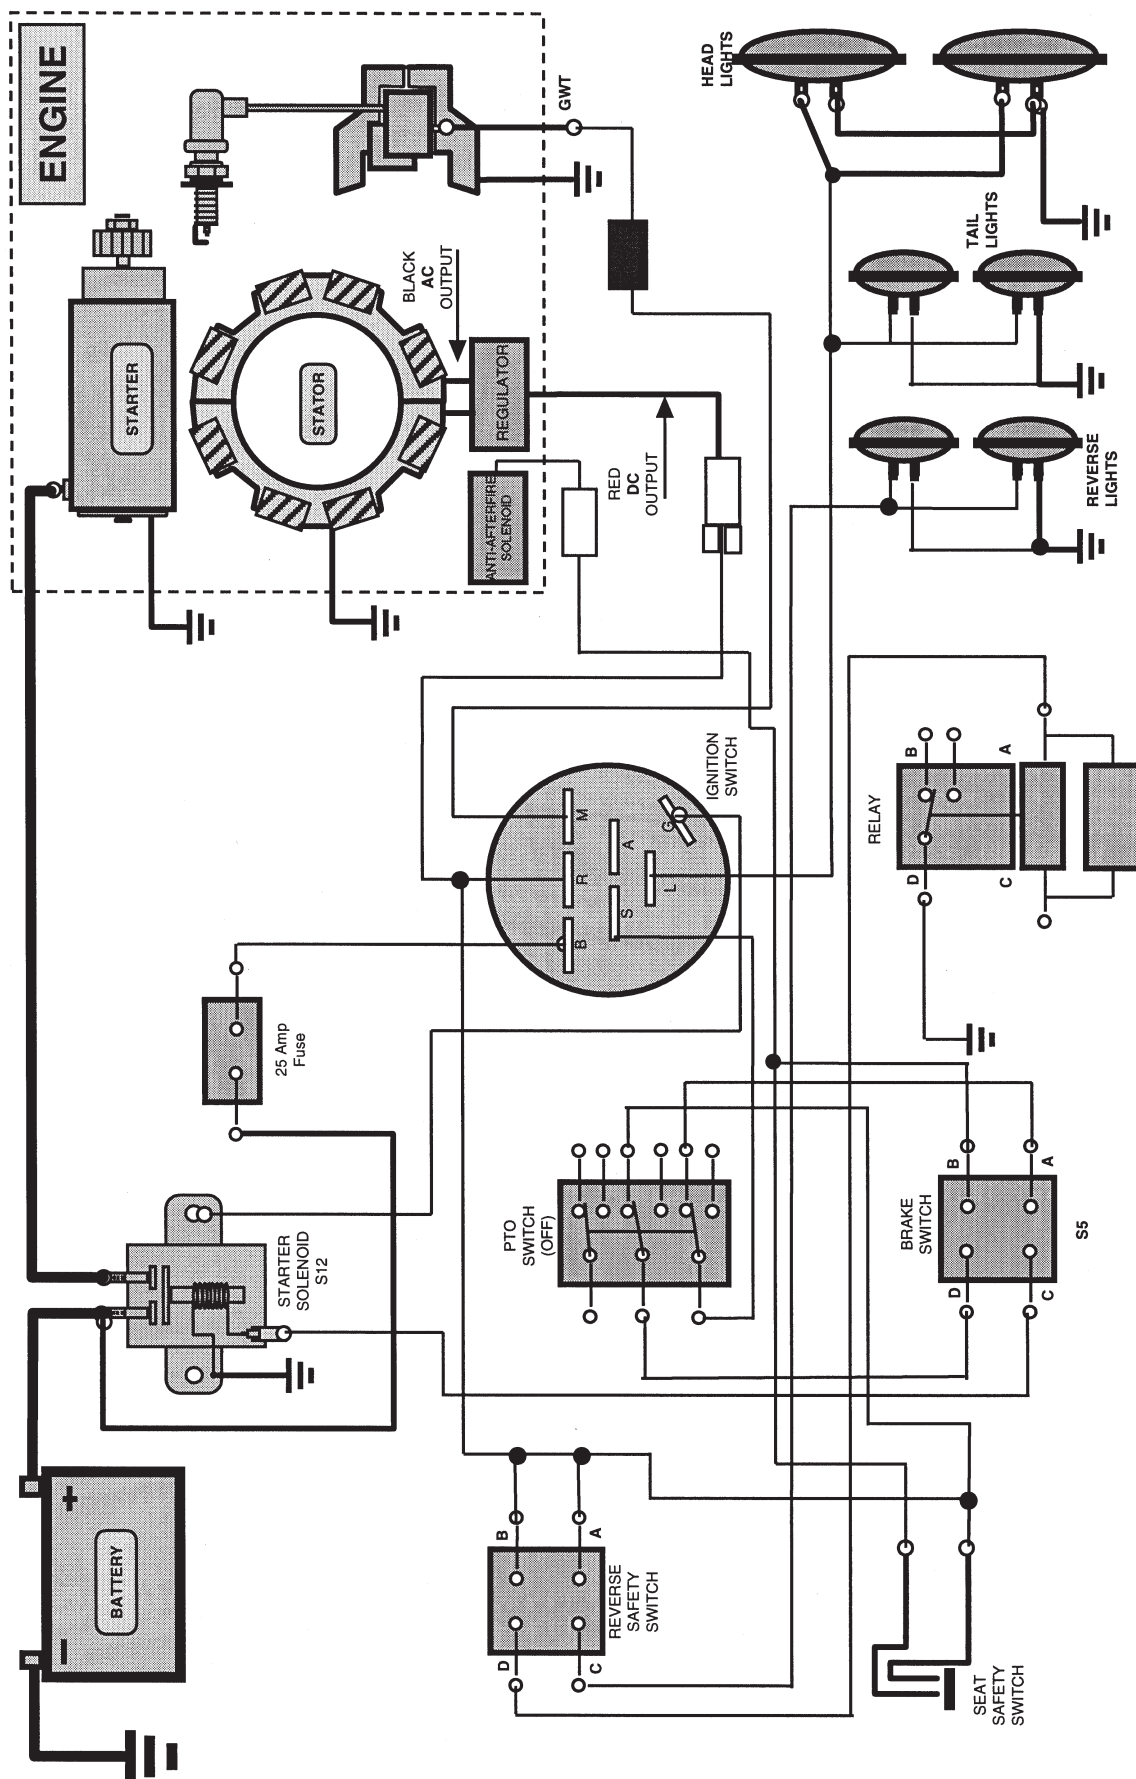 ENGINE
STARTER
STATOR
GWT
BLACK
AC
OUTPUT
REGULATOR
ANTI-AFTERFIRE
SOLENOID
RED
DC
OUTPUT
HEAD
LIGHTS
TAIL
LIGHTS
REVERSE
LIGHTS
IGNITION
SWITCH
M
R
B
A
S
L
G
25 Amp
Fuse
RELAY
B
A
D
C
STARTER
SOLENOID
S12
PTO
SWITCH
(OFF)
BRAKE
SWITCH
S5
B
A
D
C
BATTERY
+
−
REVERSE
SAFETY
SWITCH
B
A
D
C
SEAT
SAFETY
SWITCH